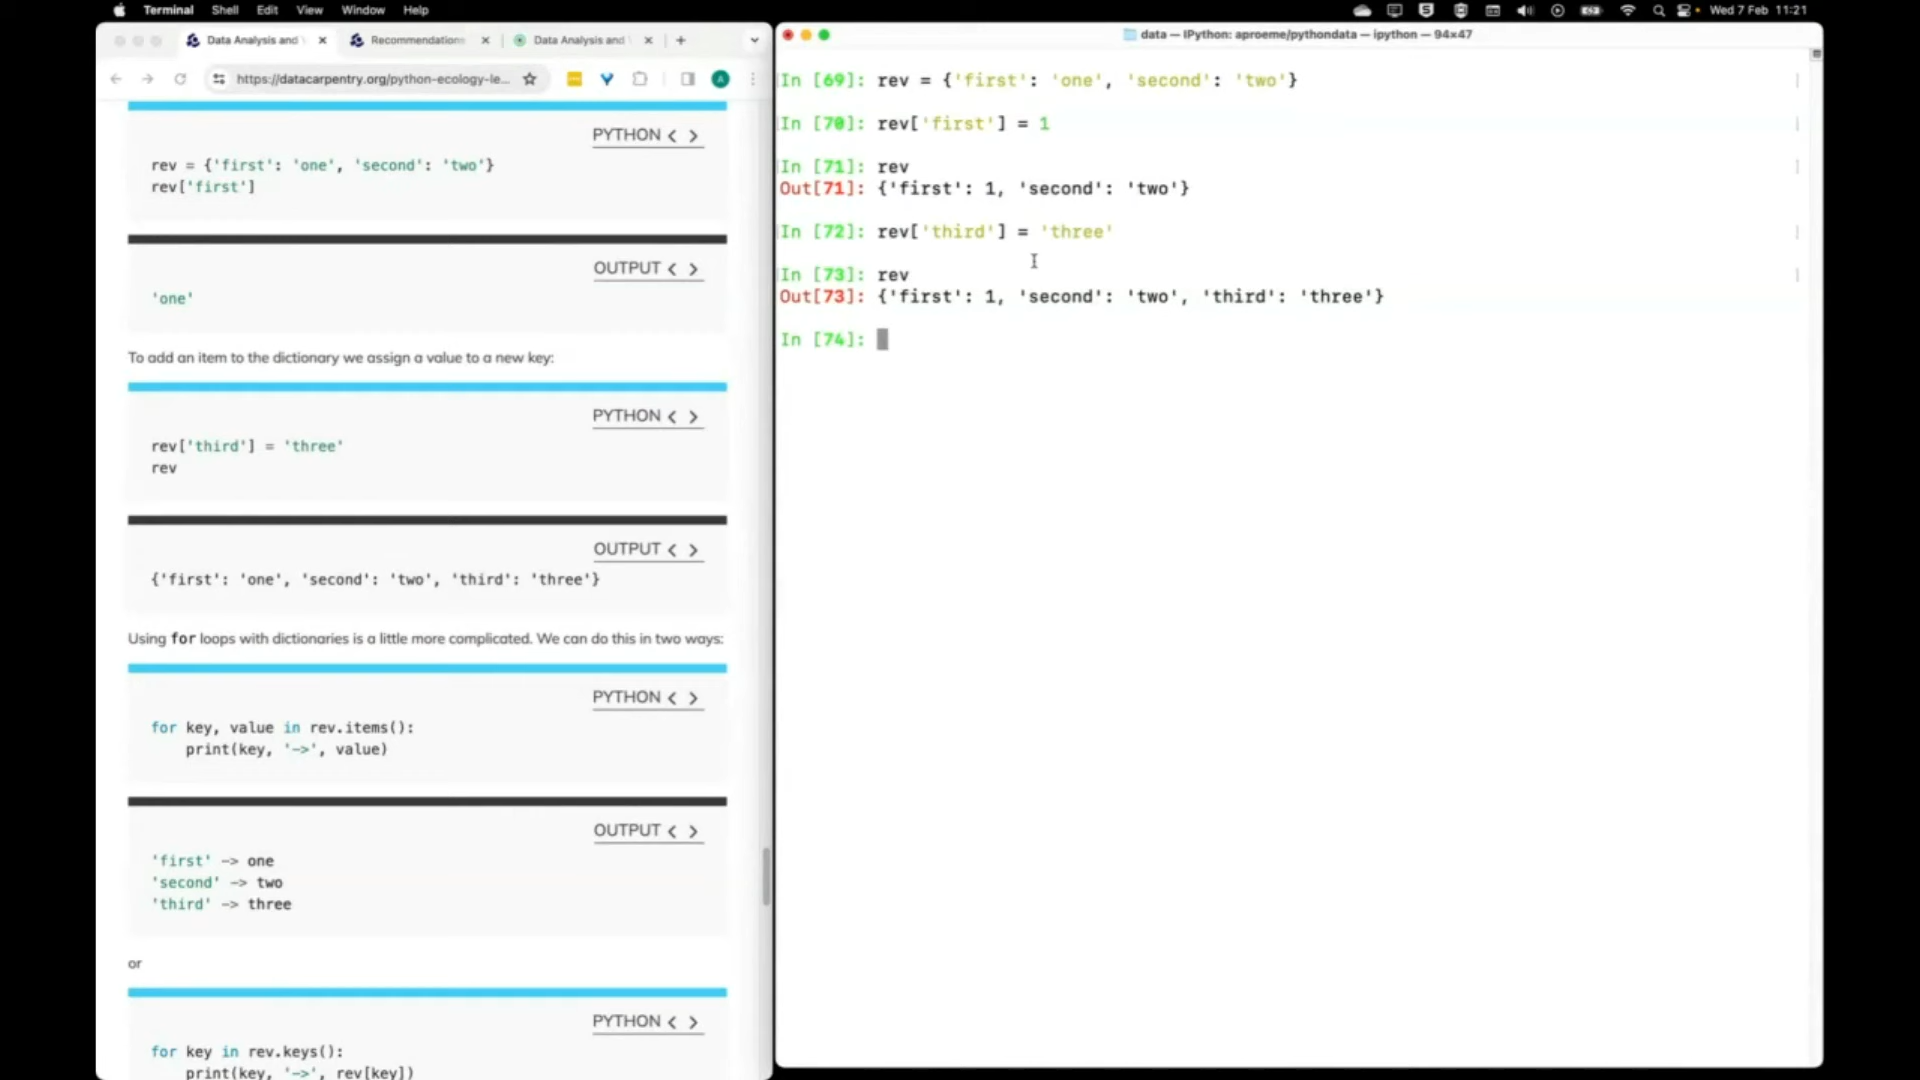 Terminal Shell Edit View Window Help
Wed 7 Feb 11:21
Data Analysis and
Recommendation
Data Analysis and
https://datacarpentry.org/python-ecology-le...
A
PYTHON < >
rev = {'first': 'one', 'second': 'two'}
rev['first']
OUTPUT < >
'one'
To add an item to the dictionary we assign a value to a new key:
PYTHON < >
rev['third'] = 'three'
rev
OUTPUT < >
{'first': 'one', 'second': 'two', 'third': 'three'}
Using for loops with dictionaries is a little more complicated. We can do this in two ways:
PYTHON < >
for key, value in rev.items():
    print(key, '->', value)
OUTPUT < >
'first' -> one
'second' -> two
'third' -> three
or
PYTHON < >
for key in rev.keys():
    print(key, '->', rev[key])
data — IPython: aproeme/pythondata — ipython — 94×47
In [69]: rev = {'first': 'one', 'second': 'two'}
In [70]: rev['first'] = 1
In [71]: rev
Out[71]: {'first': 1, 'second': 'two'}
In [72]: rev['third'] = 'three'
In [73]: rev
Out[73]: {'first': 1, 'second': 'two', 'third': 'three'}
In [74]: